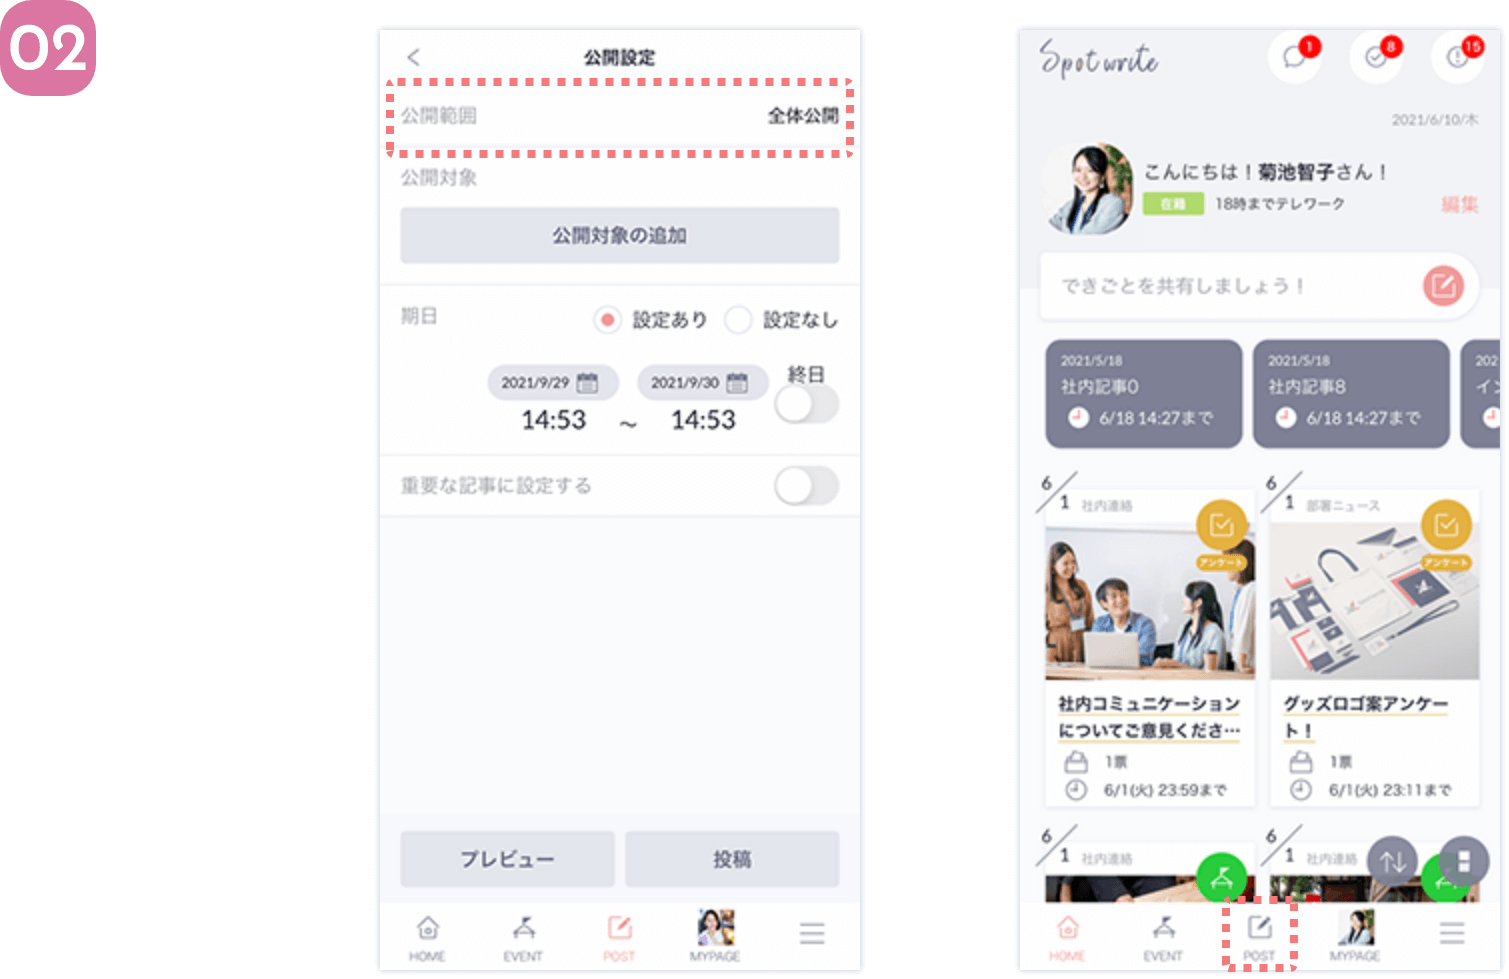 02
公開設定
公開範囲 全体公開
公開対象
公開対象の追加
期日 設定あり 設定なし
2021/9/29 2021/9/30 終日
14:53 ～ 14:53
重要な記事に設定する
プレビュー 投稿
HOME EVENT POST MYPAGE
Spotwrite 1 8 15
2021/6/10/木
こんにちは！菊池智子さん！
在籍 18時までテレワーク 編集
できごとを共有しましょう！
2021/5/18
社内記事0
6/18 14:27まで
2021/5/18
社内記事8
6/18 14:27まで
202
イン
6/1 社内連絡
アンケート
社内コミュニケーション
についてご意見くださ…
1票
6/1(火) 23:59まで
6/1 部署ニュース
アンケート
グッズロゴ案アンケー
ト！
1票
6/1(火) 23:11まで
6/1 社内連絡
6/1 社内連絡
HOME EVENT POST MYPAGE